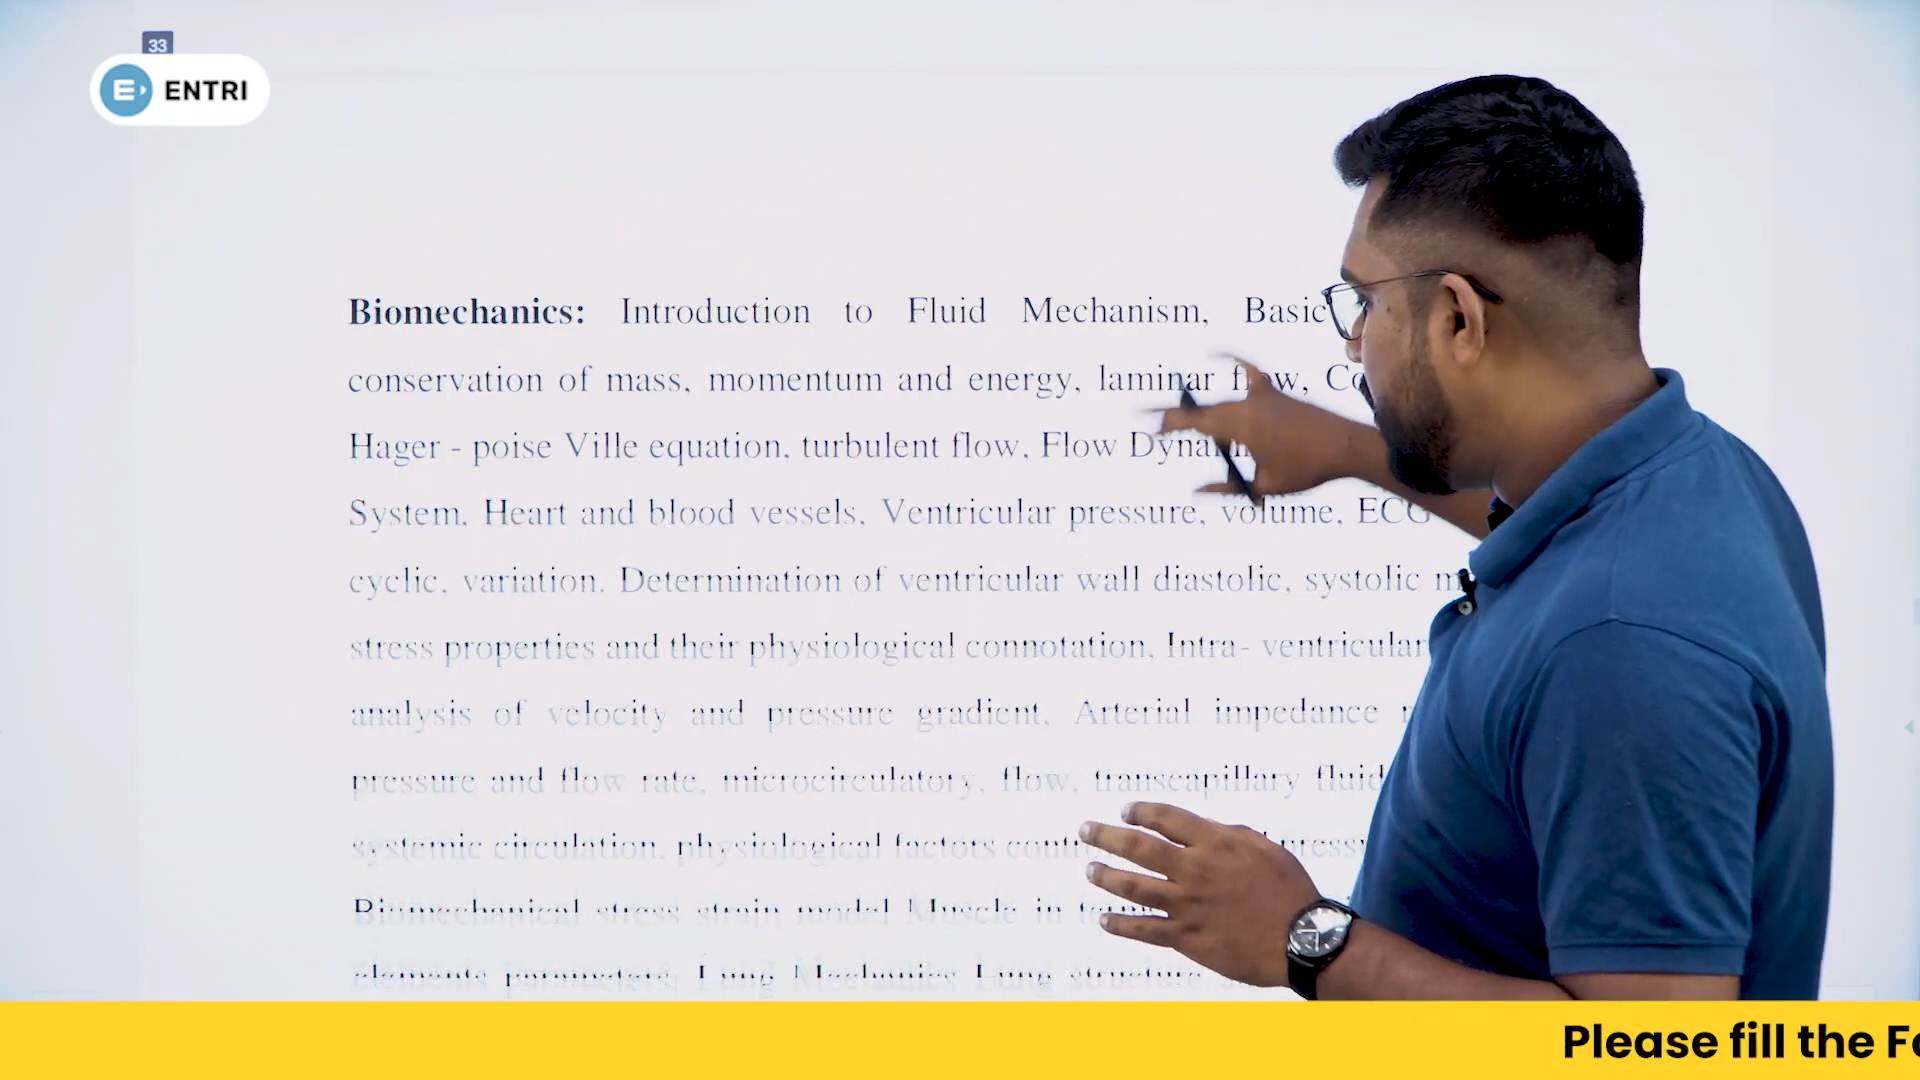 33
ENTRI
Biomechanics: Introduction to Fluid Mechanism, Basic
conservation of mass, momentum and energy, laminar flow,
Hager - poise Ville equation, turbulent flow, Flow
System. Heart and blood vessels, Ventricular pressure, volume, ECG
cyclic, variation. Determination of ventricular wall diastolic, systolic
stress properties and their physiological connotation, Intra- ventricular
analysis of velocity and pressure gradient, Arterial impedance
pressure and flow rate, microcirculatory, flow, transcapillary fluid
systemic circulation, physiological factors
Biomechanical stress strain model Muscle in
elements parameters, Lung Mechanics Lung structure
Please fill the